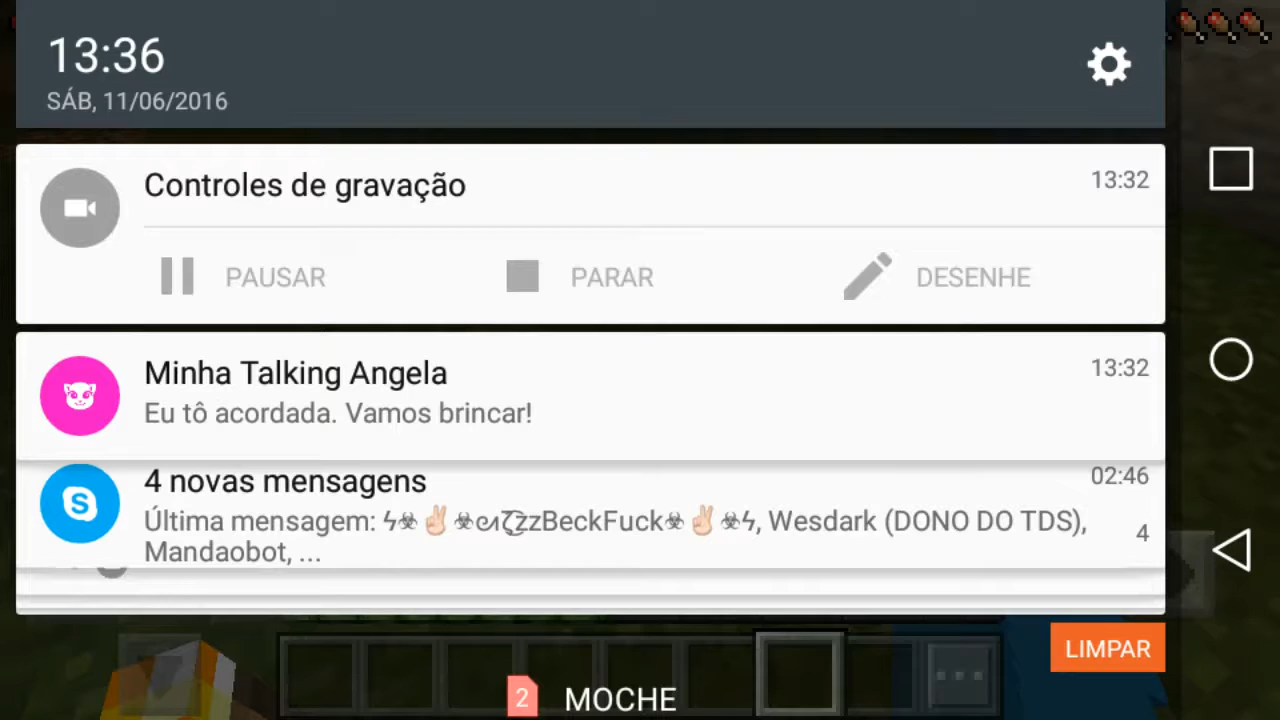 13:36
SÁB, 11/06/2016
Controles de gravação
13:32
PAUSAR
PARAR
DESENHE
Minha Talking Angela
13:32
Eu tô acordada. Vamos brincar!
4 novas mensagens
02:46
Última mensagem: ϟ☣✌🏻☣ zzBeckFuck☣✌🏻☣ϟ, Wesdark (DONO DO TDS),
Mandaobot, ...
4
LIMPAR
2 MOCHE